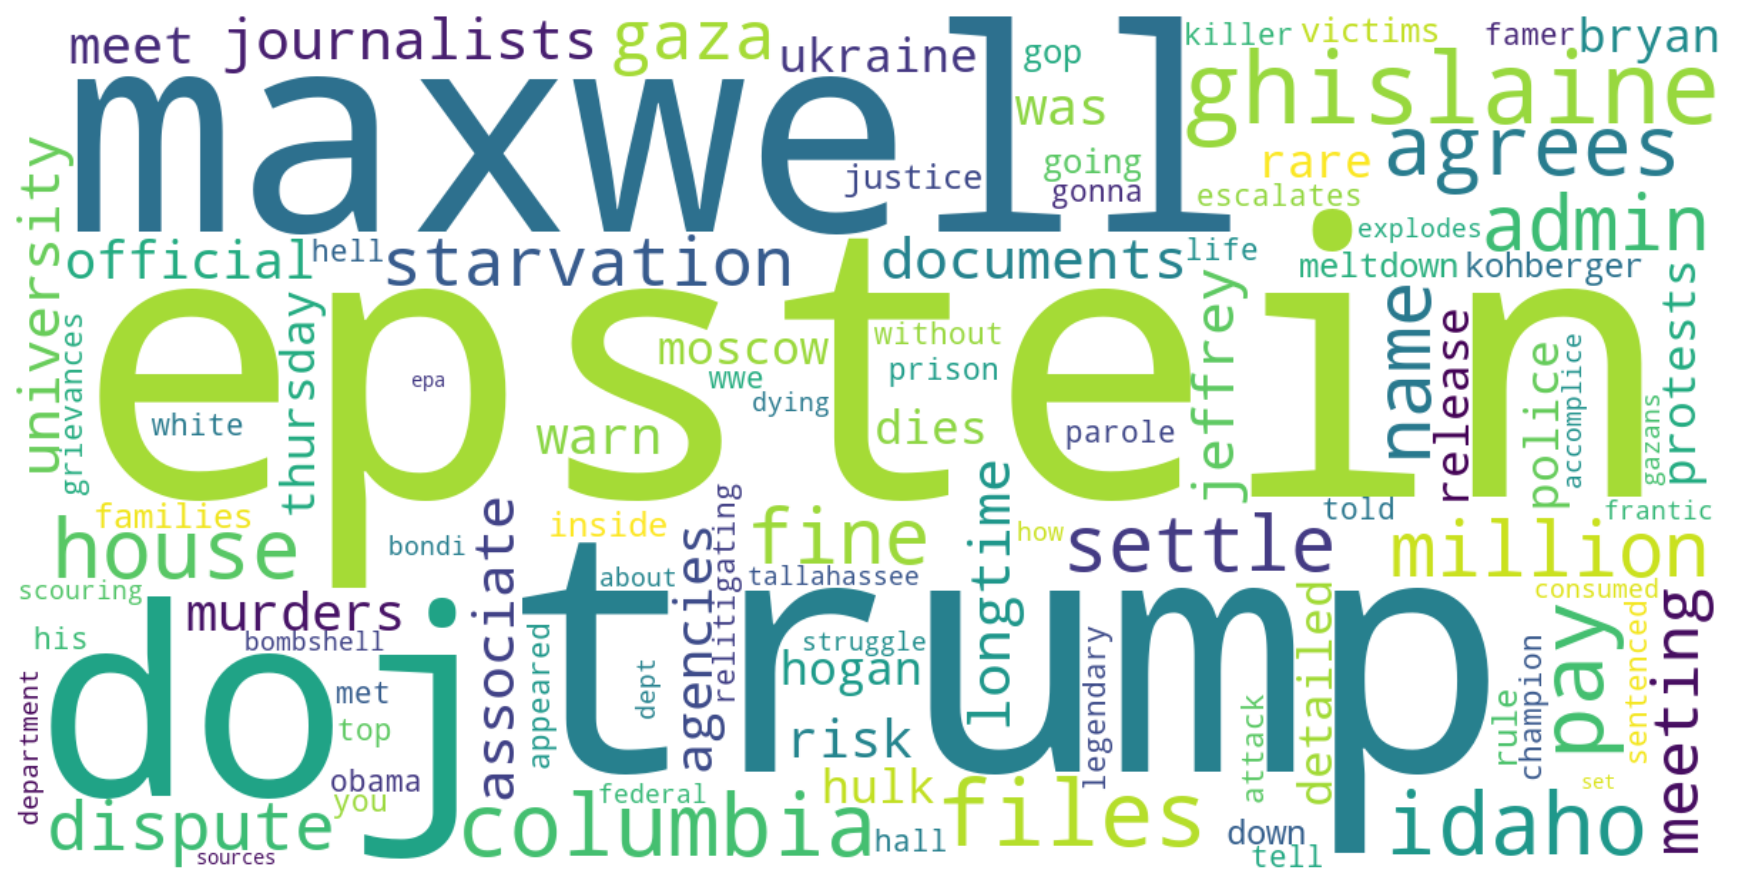 meet
journalists
gaza
ukraine
gop
killer
victims
famer
bryan
maxwell
was
ghislaine
justice
going
gonna
rare
agrees
escalates
university
official
hell
starvation
documents
life
explodes
admin
meltdown
kohberger
epstein
grievances
thursday
white
epa
moscow
wwe
dying
without
prison
warn
dies
parole
jeffrey
name
release
police
accomplice
gazans
protests
families
house
bondi
associate
inside
about
agencies
relitigating
fine
tallahassee
longtime
how
settle
told
million
frantic
scouring
murders
his
bombshell
doj
trump
met
top
obama
you
department
dispute
sources
appeared
dept
struggle
hogan
risk
hulk
federal
columbia
hall
files
legendary
attack
detailed
down
tell
rule
champion
pay
consumed
sentenced
meeting
set
idaho